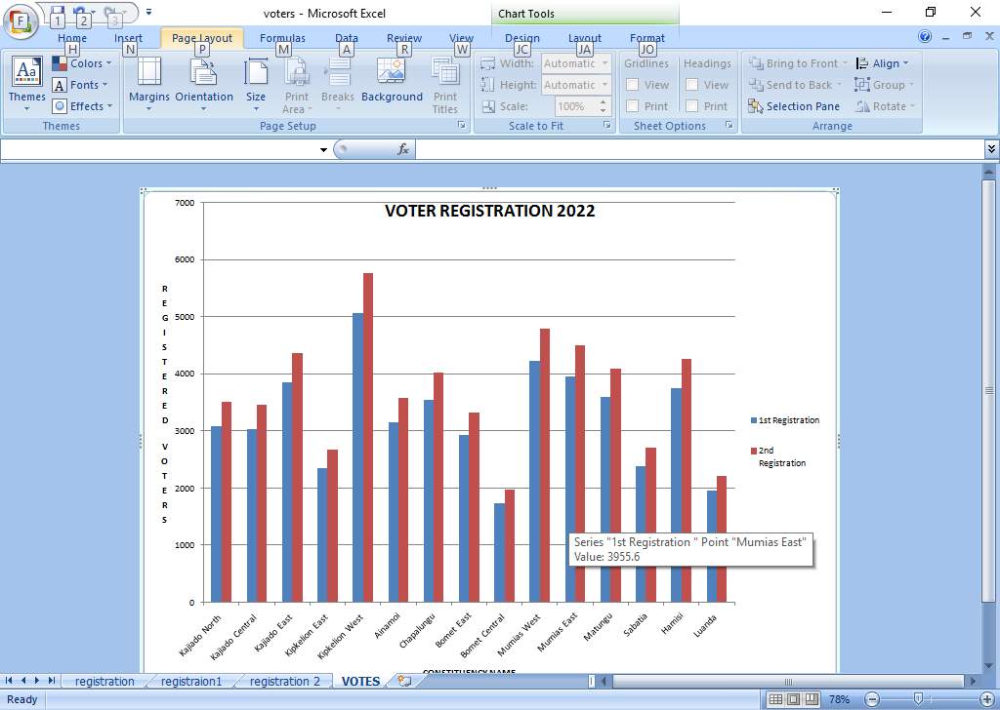 F
1
2
3
voters - Microsoft Excel
Chart Tools
Home
Insert
Page Layout
Formulas
Data
Review
View
Design
Layout
Format
H
N
P
M
A
R
W
JC
JA
JO
Themes
Aa
Colors
A Fonts
Effects
Themes
Margins
Orientation
Size
Print
Area
Breaks
Background
Print
Titles
Page Setup
Width: Automatic
Height: Automatic
Scale: 100%
Scale to Fit
Gridlines
View
Print
Headings
View
Print
Sheet Options
Bring to Front
Send to Back
Selection Pane
Align
Group
Rotate
Arrange
fx
VOTER REGISTRATION 2022
REGISTERED VOTERS
7000
6000
5000
4000
3000
2000
1000
0
1st Registration
2nd
Registration
Series "1st Registration " Point "Mumias East"
Value: 3955.6
Kajiado North
Kajiado Central
Kajiado East
Kipkelion East
Kipkelion West
Ainamoi
Chapalungu
Bomet East
Bomet Central
Mumias West
Mumias East
Matungu
Sabatia
Hamisi
Luanda
CONSTITUENCY NAME
registration
registraion1
registration 2
VOTES
Ready
78%